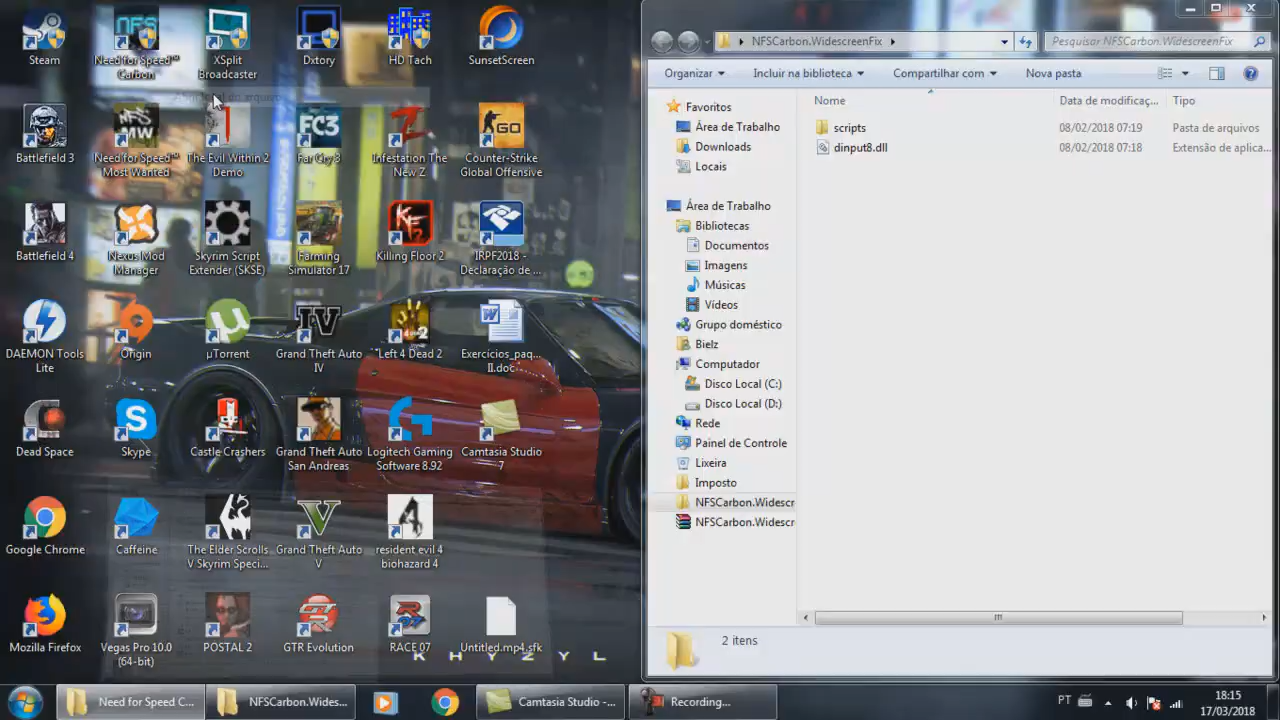 Steam
Need for Speed™
Carbon
XSplit
Broadcaster
Dxtory
HD Tach
SunsetScreen
Battlefield 3
Need for Speed™
Most Wanted
The Evil Within 2
Demo
Far Cry 3
Infestation The
New Z
Counter-Strike
Global Offensive
Battlefield 4
Nexus Mod
Manager
Skyrim Script
Extender (SKSE)
Farming
Simulator 17
Killing Floor 2
IRPF2018 -
Declaração de ...
DAEMON Tools
Lite
Origin
µTorrent
Grand Theft Auto
IV
Left 4 Dead 2
Exercícios_paq...
II.doc
Dead Space
Skype
Castle Crashers
Grand Theft Auto
San Andreas
Logitech Gaming
Software 8.92
Camtasia Studio
7
Google Chrome
Caffeine
The Elder Scrolls
V Skyrim Speci...
Grand Theft Auto
V
resident evil 4
biohazard 4
Mozilla Firefox
Vegas Pro 10.0
(64-bit)
POSTAL 2
GTR Evolution
RACE 07
Untitled.mp4.sfk
K H Y Z Y L
NFSCarbon.WidescreenFix
Pesquisar NFSCarbon.WidescreenFix
Organizar
Incluir na biblioteca
Compartilhar com
Nova pasta
Nome
Data de modificaç...
Tipo
scripts
08/02/2018 07:19
Pasta de arquivos
dinput8.dll
08/02/2018 07:18
Extensão de aplica...
Favoritos
Área de Trabalho
Downloads
Locais
Área de Trabalho
Bibliotecas
Documentos
Imagens
Músicas
Vídeos
Grupo doméstico
Bielz
Computador
Disco Local (C:)
Disco Local (D:)
Rede
Painel de Controle
Lixeira
Imposto
NFSCarbon.Widescr
NFSCarbon.Widescr
2 itens
Need for Speed C...
NFSCarbon.Wides...
Camtasia Studio -...
Recording...
PT
18:15
17/03/2018